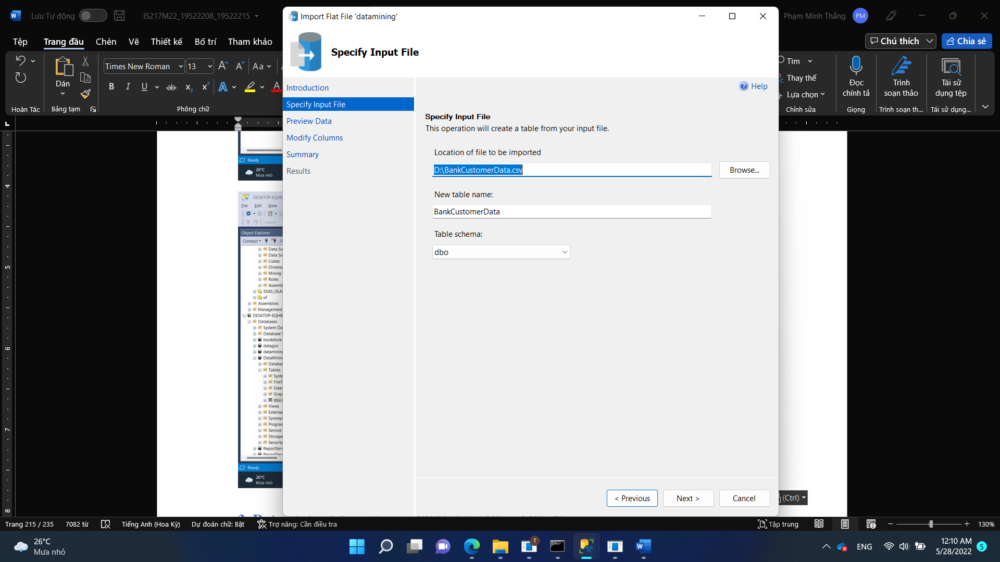 Lưu Tự động
IS217M22_19522208_19522215
Phạm Minh Thắng
PM
Tệp
Trang đầu
Chèn
Vẽ
Thiết kế
Bố trí
Tham khảo
Chú thích
Chia sẻ
Times New Roman
13
Aa
Dán
B
I
U
ab
x₂
x²
A
A
Hoàn Tác
Bảng tạm
Phông chữ
Tìm
Thay thế
Lựa chọn
Chỉnh sửa
Đọc
chính tả
Giọng
Trình
soạn thảo
Trình soạn th...
Tái sử
dụng tệp
Tái sử dụng...
Import Flat File 'datamining'
Specify Input File
Introduction
Specify Input File
Preview Data
Modify Columns
Summary
Results
Help
Specify Input File
This operation will create a table from your input file.
Location of file to be imported
D:\BankCustomerData.csv
Browse...
New table name:
BankCustomerData
Table schema:
dbo
< Previous
Next >
Cancel
4
5
6
7
8
Ready
26°C
Mưa nhỏ
DESKTOP-EQHB
File Edit View
master
Object Explorer
Connect
Data So
Data So
Cubes
Dimens
Mining
Roles
Assemb
SSAS_OLA
uf
Assemblies
Management
DESKTOP-EQHB
Databases
System Da
Database
bookstore
datagoc
datamining
DataMinin
Databa
Tables
Syste
FileTa
Exter
Grap
dbo.
Views
External
Synonym
Program
Service
Storage
Security
ReportServ
ReportServ
Ready
26°C
Mưa nhỏ
(Ctrl)
Trang 215 / 235
7082 từ
Tiếng Anh (Hoa Kỳ)
Dự đoán chữ: Bật
Trợ năng: Cần điều tra
Tập trung
130%
26°C
Mưa nhỏ
T
ENG
12:10 AM
5/28/2022
5